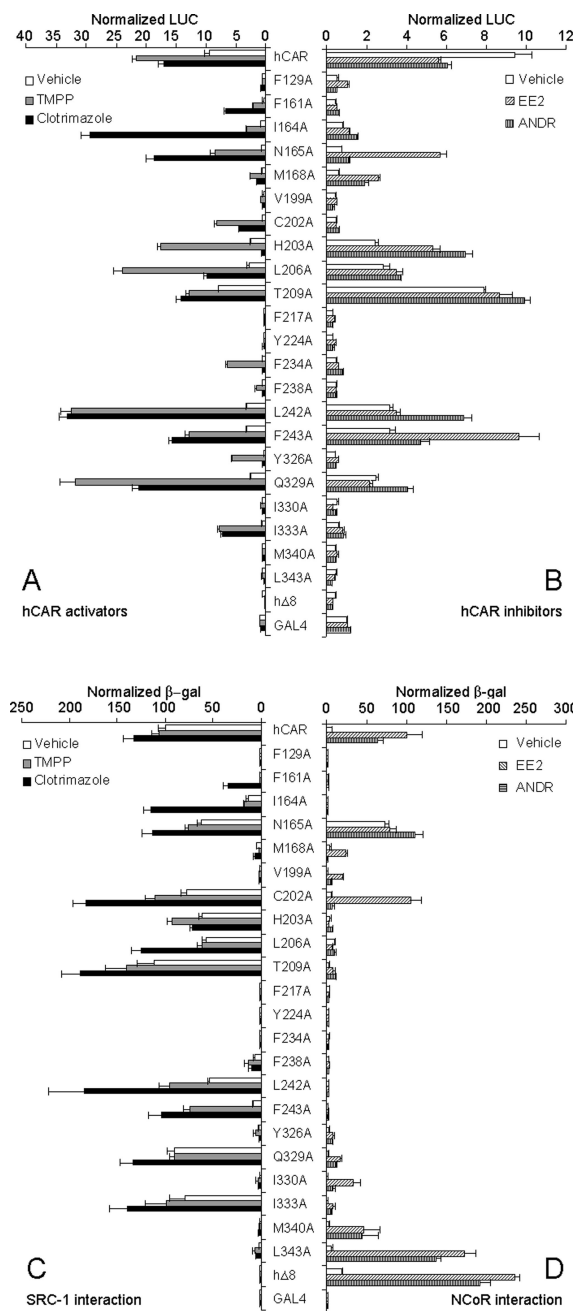 Normalized LUC
Normalized LUC
40 35 30 25 20 15 10 5 0
0 2 4 6 8 10 12
Vehicle
TMPP
Clotrimazole
Vehicle
EE2
ANDR
hCAR
F129A
F161A
I164A
N165A
M168A
V199A
C202A
H203A
L206A
T209A
F217A
Y224A
F234A
F238A
L242A
F243A
Y326A
Q329A
I330A
I333A
M340A
L343A
hΔ8
GAL4
A
hCAR activators
B
hCAR inhibitors
Normalized β–gal
Normalized β-gal
250 200 150 100 50 0
0 50 100 150 200 250 300
Vehicle
TMPP
Clotrimazole
Vehicle
EE2
ANDR
hCAR
F129A
F161A
I164A
N165A
M168A
V199A
C202A
H203A
L206A
T209A
F217A
Y224A
F234A
F238A
L242A
F243A
Y326A
Q329A
I330A
I333A
M340A
L343A
hΔ8
GAL4
C
SRC-1 interaction
D
NCoR interaction